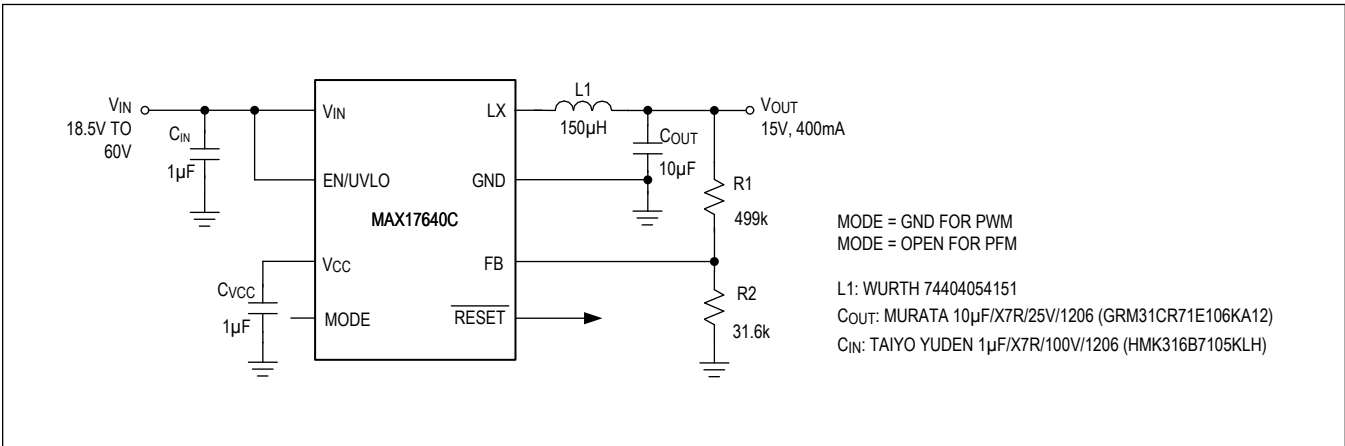 VIN
18.5V TO
60V
CIN
1µF
VIN
EN/UVLO
MAX17640C
VCC
MODE
CVCC
1µF
LX
GND
FB
RESET
L1
150µH
COUT
10µF
VOUT
15V, 400mA
R1
499k
R2
31.6k
MODE = GND FOR PWM
MODE = OPEN FOR PFM
L1: WURTH 74404054151
COUT: MURATA 10µF/X7R/25V/1206 (GRM31CR71E106KA12)
CIN: TAIYO YUDEN 1µF/X7R/100V/1206 (HMK316B7105KLH)